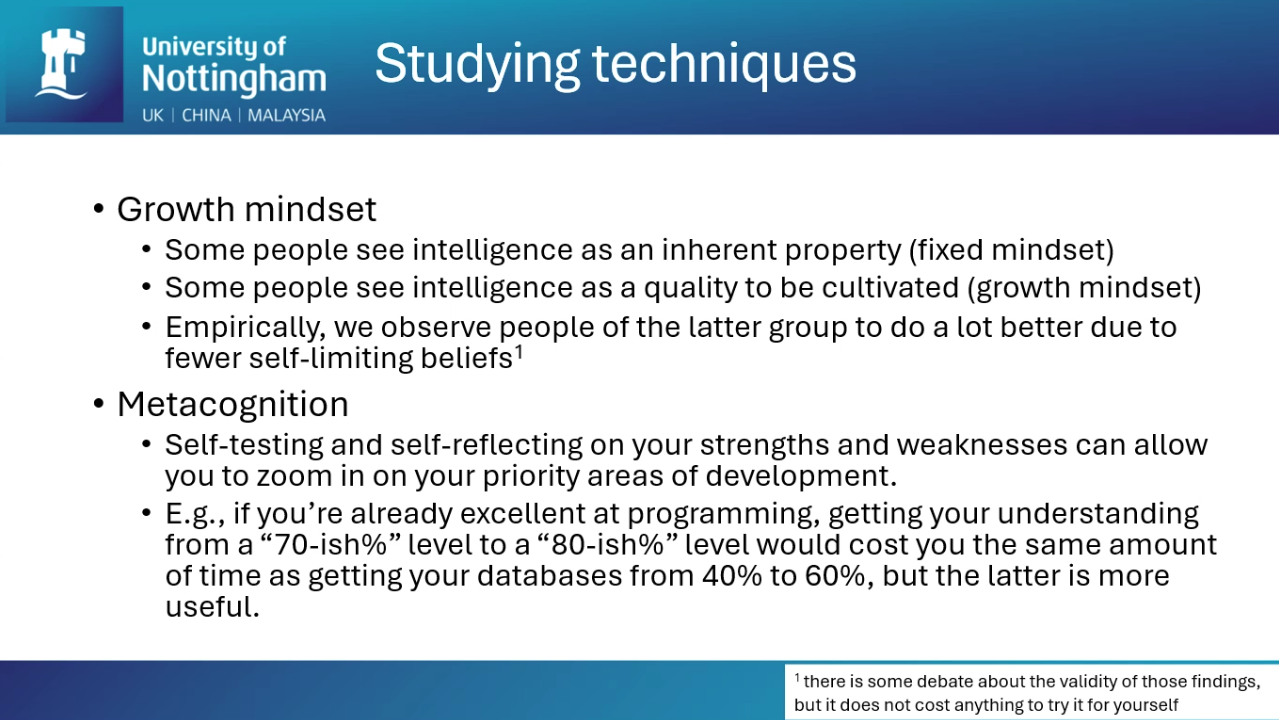 University of
Nottingham
UK | CHINA | MALAYSIA
Studying techniques
• Growth mindset
• Some people see intelligence as an inherent property (fixed mindset)
• Some people see intelligence as a quality to be cultivated (growth mindset)
• Empirically, we observe people of the latter group to do a lot better due to
fewer self-limiting beliefs¹
• Metacognition
• Self-testing and self-reflecting on your strengths and weaknesses can allow
you to zoom in on your priority areas of development.
• E.g., if you’re already excellent at programming, getting your understanding
from a “70-ish%” level to a “80-ish%” level would cost you the same amount
of time as getting your databases from 40% to 60%, but the latter is more
useful.
¹ there is some debate about the validity of those findings,
but it does not cost anything to try it for yourself